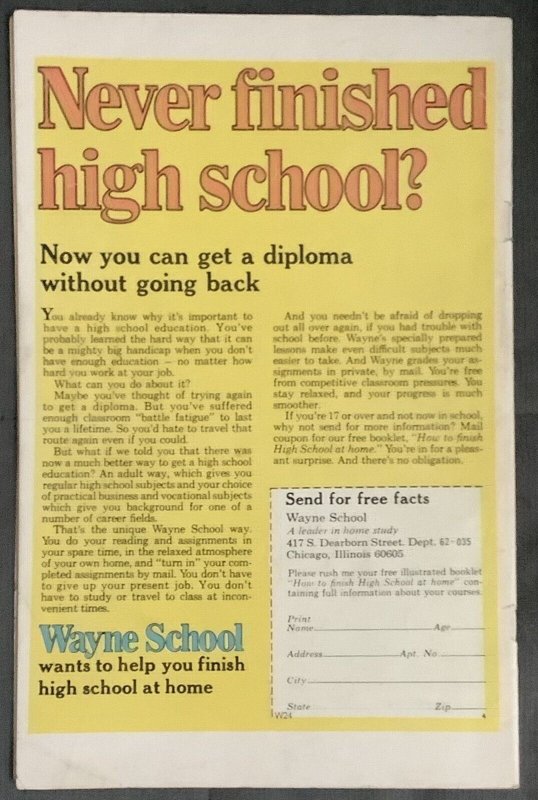 Never finished
high school?
Now you can get a diploma
without going back
You already know why it's important to
have a high school education. You've
probably learned the hard way that it can
be a mighty big handicap when you don't
have enough education — no matter how
hard you work at your job.
What can you do about it?
Maybe you've thought of trying again
to get a diploma. But you've suffered
enough classroom "battle fatigue" to last
you a lifetime. So you'd hate to travel that
route again even if you could.
But what if we told you that there was
now a much better way to get a high school
education? An adult way, which gives you
regular high school subjects and your choice
of practical business and vocational subjects
which give you background for one of a
number of career fields.
That's the unique Wayne School way.
You do your reading and assignments in
your spare time, in the relaxed atmosphere
of your own home, and "turn in" your com-
pleted assignments by mail. You don't have
to give up your present job. You don't
have to study or travel to class at incon-
venient times.
Wayne School
wants to help you finish
high school at home
And you needn't be afraid of dropping
out all over again, if you had trouble with
school before. Wayne's specially prepared
lessons make even difficult subjects much
easier to take. And Wayne grades your as-
signments in private, by mail. You're free
from competitive classroom pressures. You
stay relaxed, and your progress is much
smoother.
If you're 17 or over and not now in school,
why not send for more information? Mail
coupon for our free booklet, "How to finish
High School at home." You're in for a pleas-
ant surprise. And there's no obligation.
Send for free facts
Wayne School
A leader in home study
417 S. Dearborn Street, Dept. 62-035
Chicago, Illinois 60605
Please rush me your free illustrated booklet
"How to finish High School at home" con-
taining full information about your courses.
Print
Name Age
Address Apt. No
City
State Zip
W24